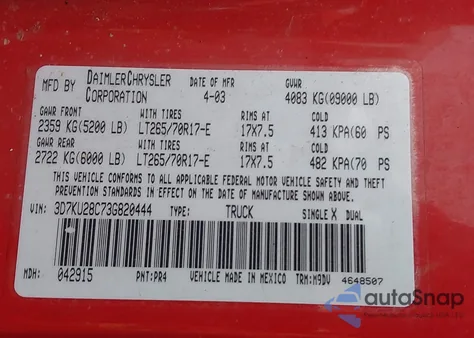 MFD BY DAIMLERCHRYSLER CORPORATION DATE OF MFR 4-03 GVWR 4083 KG(09000 LB)
GAWR FRONT WITH TIRES RIMS AT COLD
2359 KG(5200 LB) LT265/70R17-E 17X7.5 413 KPA(60 PS
GAWR REAR WITH TIRES RIMS AT COLD
2722 KG(6000 LB) LT265/70R17-E 17X7.5 482 KPA(70 PS
THIS VEHICLE CONFORMS TO ALL APPLICABLE FEDERAL MOTOR VEHICLE SAFETY AND THEFT
PREVENTION STANDARDS IN EFFECT ON THE DATE OF MANUFACTURE SHOWN ABOVE.
VIN: 3D7KU28C73G820444 TYPE: TRUCK SINGLE X DUAL
MDH: 042915 PNT:PR4 VEHICLE MADE IN MEXICO TRM:M9DV 4648507
autoSnap